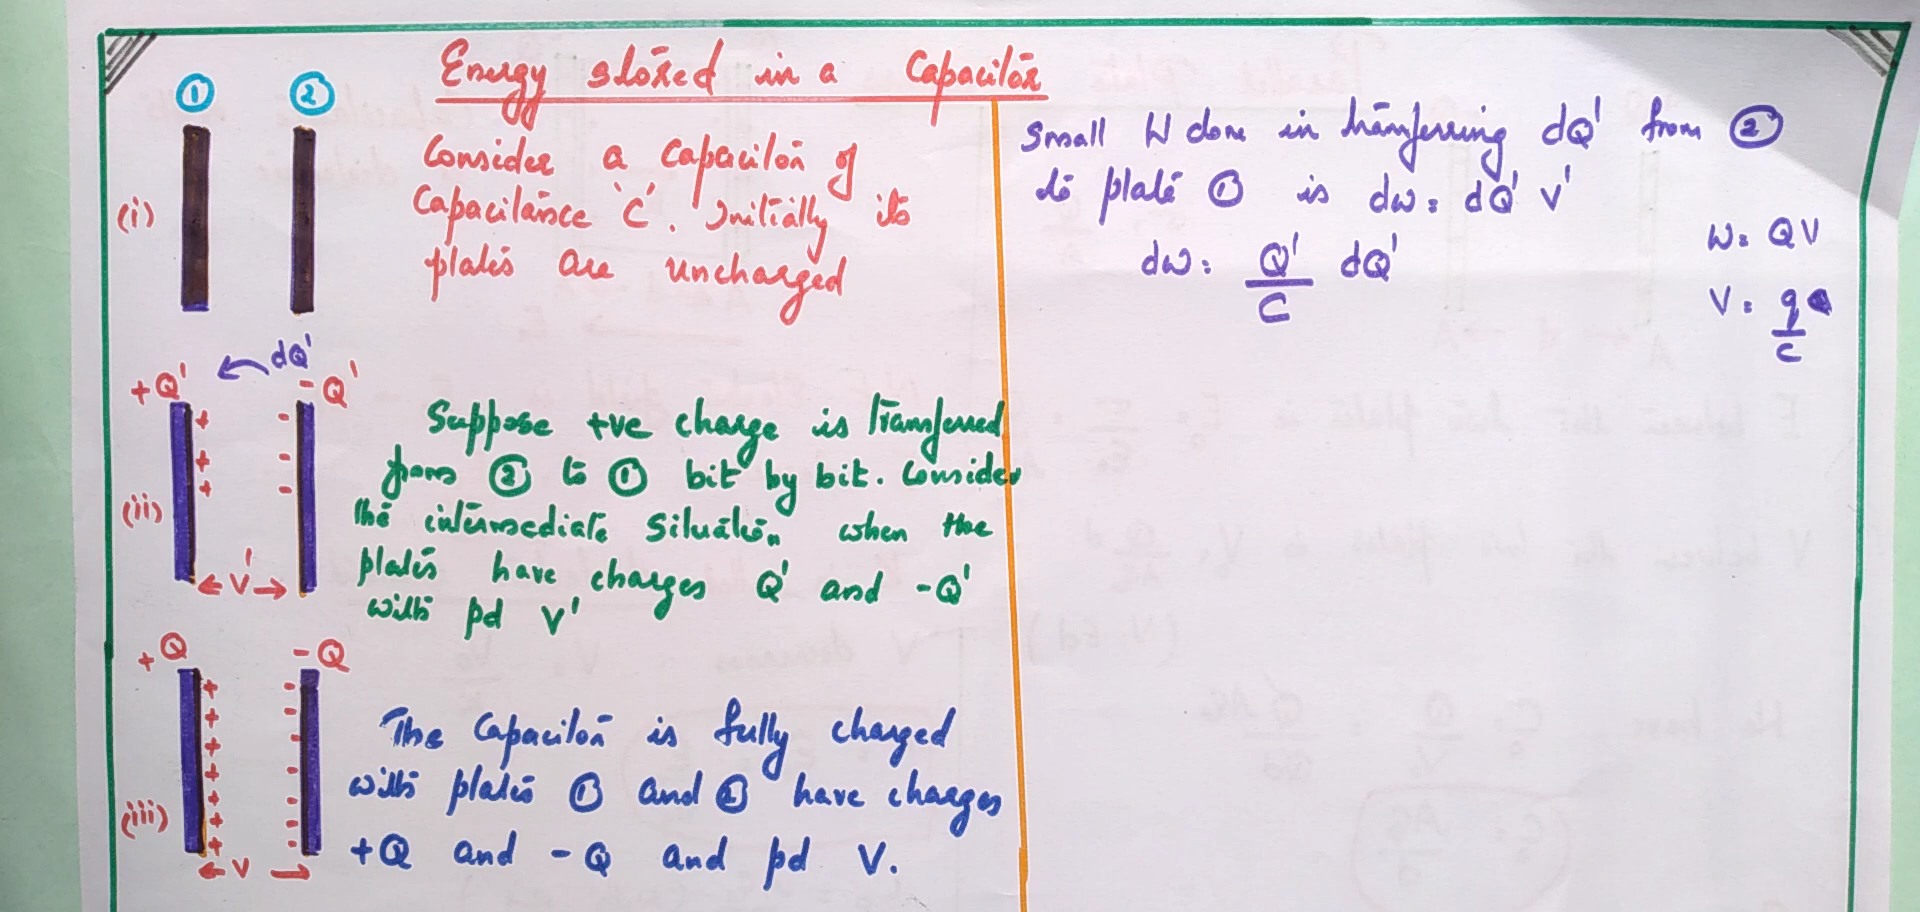 Energy stored in a Capacitor
① ②
(i)
Consider a Capacitor of
Capacitance 'C'. Initially its
plates are uncharged
dQ'
+Q' -Q'
+ -
+ -
+ -
(ii)
V'
Suppose +ve charge is transferred
from ② to ① bit by bit. Consider
the intermediate situation when the
plates have charges Q' and -Q'
with pd V'
+Q -Q
+ -
+ -
+ -
+ -
+ -
+ -
+ -
(iii)
V
The Capacitor is fully charged
with plates ① and ② have charges
+Q and -Q and pd V.
Small W done in transferring dQ' from ②
to plate ① is dw = dQ' V'
dw = Q'/C dQ'
W = QV
V = q/C